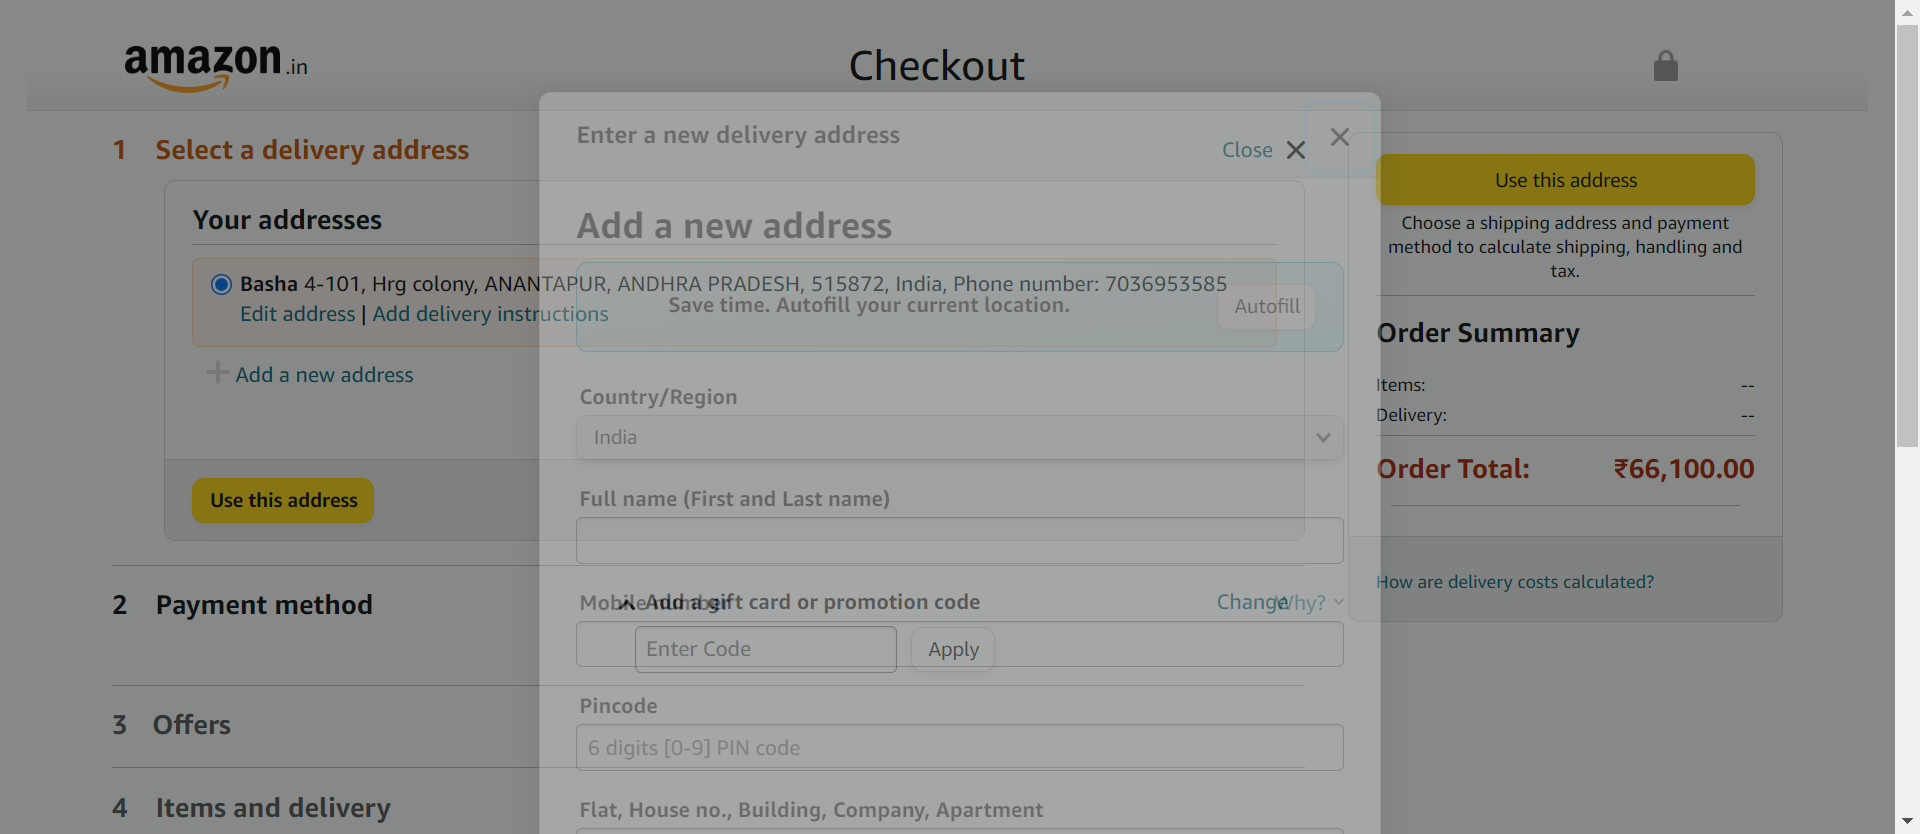 amazon.in
Checkout
Enter a new delivery address
1 Select a delivery address
Close
Use this address
Choose a shipping address and payment
method to calculate shipping, handling and
tax.
Your addresses
Add a new address
Basha 4-101, Hrg colony, ANANTAPUR, ANDHRA PRADESH, 515872, India, Phone number: 7036953585
Edit address | Add delivery instructions
Save time. Autofill your current location.
Autofill
Add a new address
Order Summary
Items: --
Delivery: --
Order Total: ₹66,100.00
How are delivery costs calculated?
Country/Region
India
Full name (First and Last name)
Use this address
2 Payment method
Mobile number
Add a gift card or promotion code
Change
Why?
Enter Code
Apply
Pincode
6 digits [0-9] PIN code
3 Offers
4 Items and delivery
Flat, House no., Building, Company, Apartment